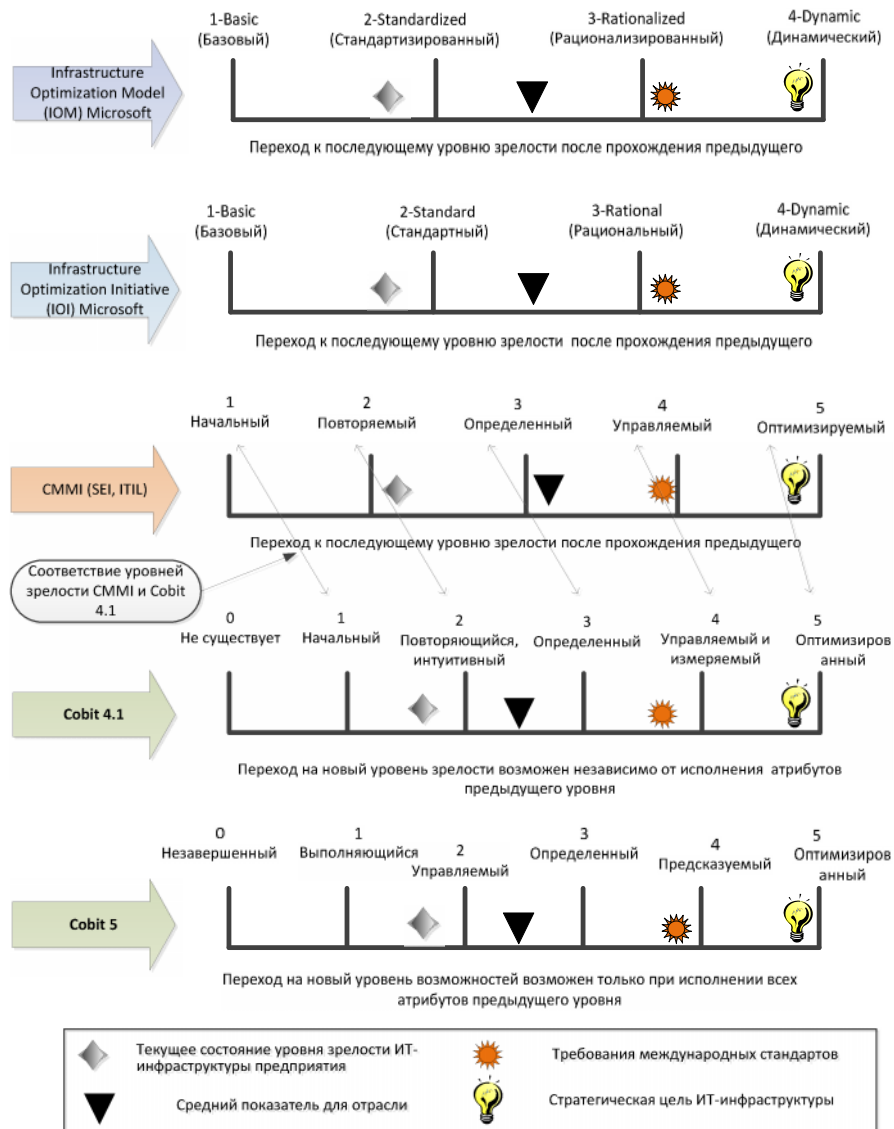 1-Basic
(Базовый)
2-Standardized
(Стандартизированный)
3-Rationalized
(Рационализированный)
4-Dynamic
(Динамический)
Infrastructure
Optimization Model
(IOM) Microsoft
Переход к последующему уровню зрелости после прохождения предыдущего
1-Basic
(Базовый)
2-Standard
(Стандартный)
3-Rational
(Рациональный)
4-Dynamic
(Динамический)
Infrastructure
Optimization Initiative
(IOI) Microsoft
Переход к последующему уровню зрелости после прохождения предыдущего
1
Начальный
2
Повторяемый
3
Определенный
4
Управляемый
5
Оптимизируемый
CMMI (SEI, ITIL)
Переход к последующему уровню зрелости после прохождения предыдущего
Соответствие уровней
зрелости CMMI и Cobit
4.1
0
Не существует
1
Начальный
2
Повторяющийся,
интуитивный
3
Определенный
4
Управляемый и
измеряемый
5
Оптимизиров
анный
Cobit 4.1
Переход на новый уровень зрелости возможен независимо от исполнения атрибутов
предыдущего уровня
0
Незавершенный
1
Выполняющийся
2
Управляемый
3
Определенный
4
Предсказуемый
5
Оптимизиров
анный
Cobit 5
Переход на новый уровень возможностей возможен только при исполнении всех
атрибутов предыдущего уровня
Текущее состояние уровня зрелости ИТ-
инфраструктуры предприятия
Требования международных стандартов
Средний показатель для отрасли
Стратегическая цель ИТ-инфраструктуры